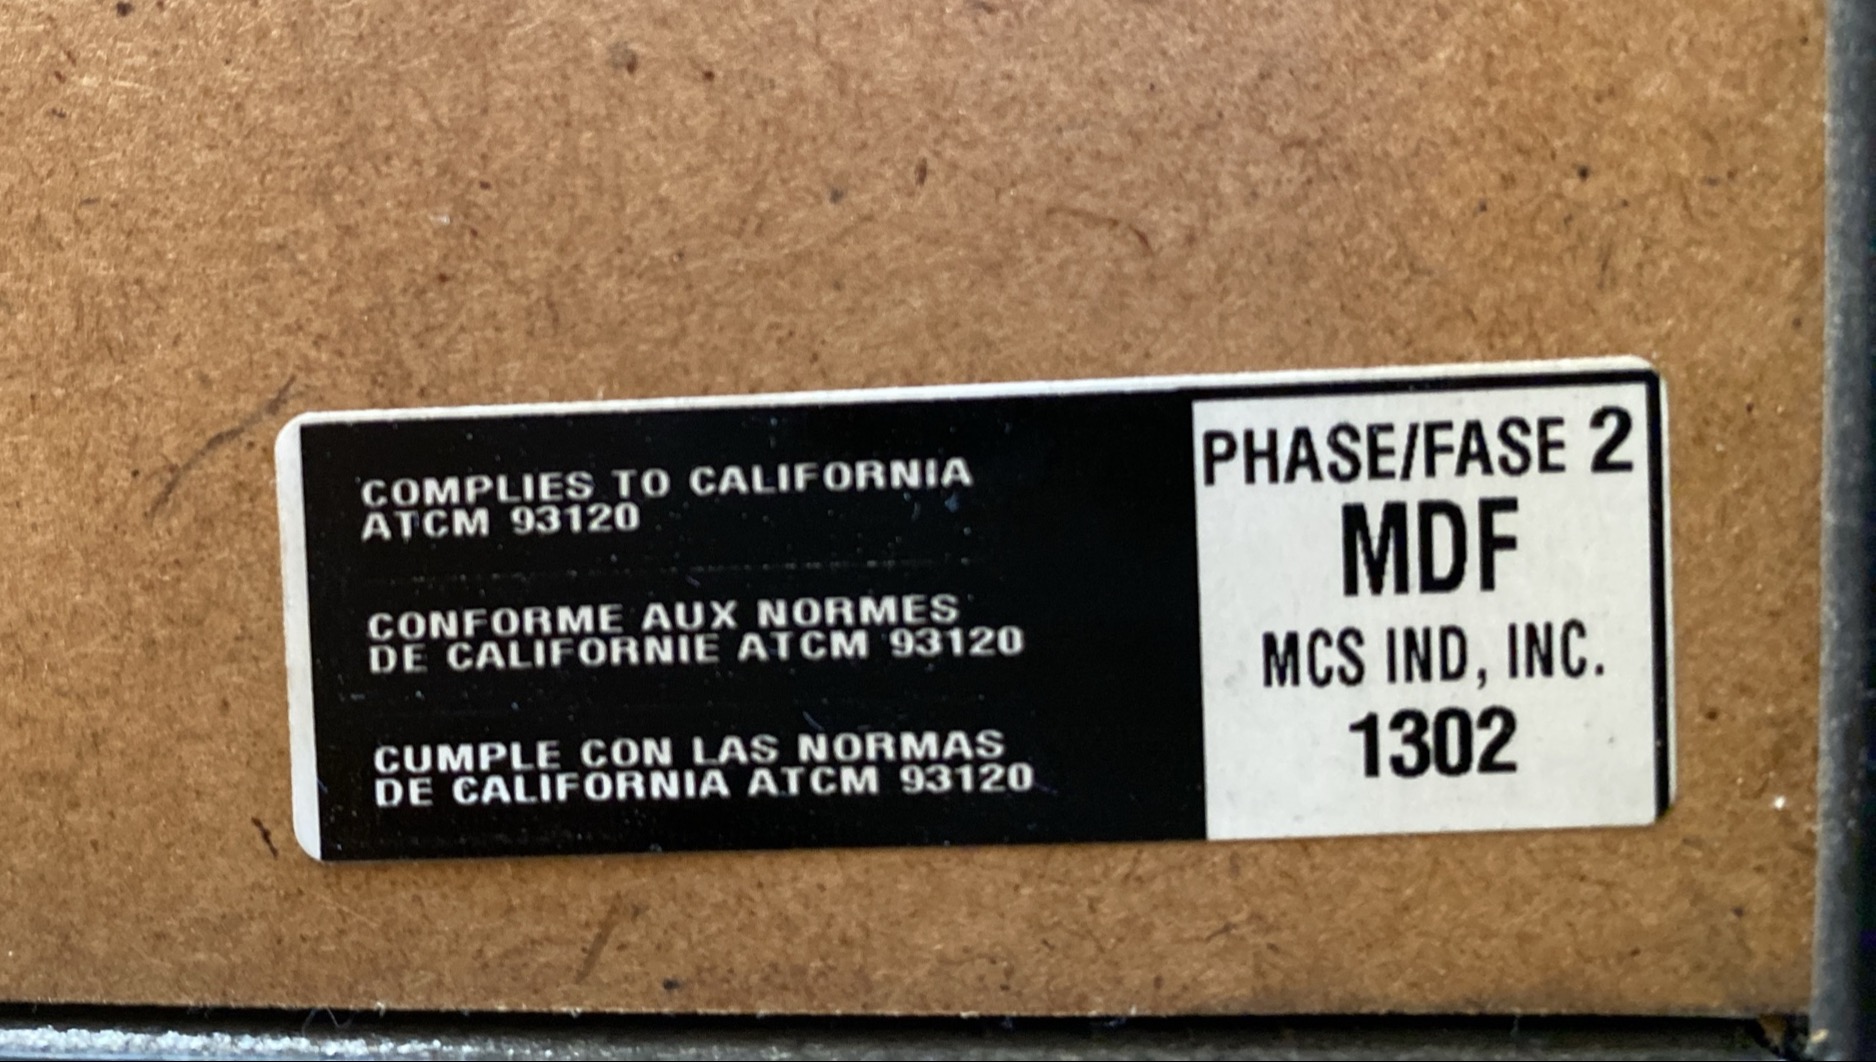 COMPLIES TO CALIFORNIA
ATCM 93120
CONFORME AUX NORMES
DE CALIFORNIE ATCM 93120
CUMPLE CON LAS NORMAS
DE CALIFORNIA ATCM 93120
PHASE/FASE 2
MDF
MCS IND, INC.
1302